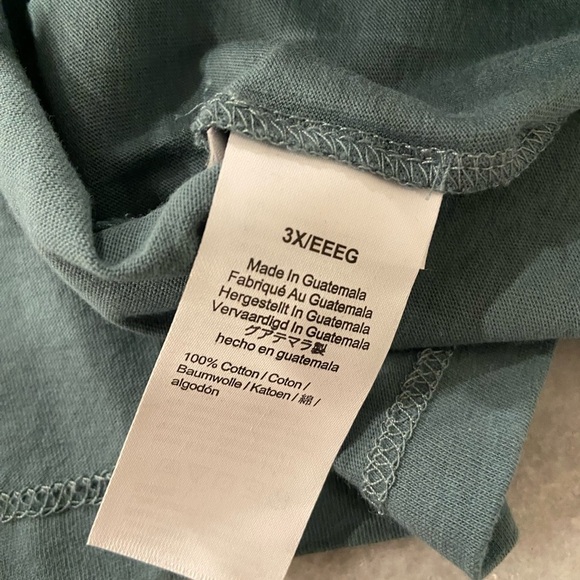 3X/EEEG
Made In Guatemala
Fabriqué Au Guatemala
Hergestellt In Guatemala
Vervaardigd In Guatemala
グアテマラ製
hecho en guatemala
100% Cotton / Coton /
Baumwolle / Katoen / 綿 /
algodón